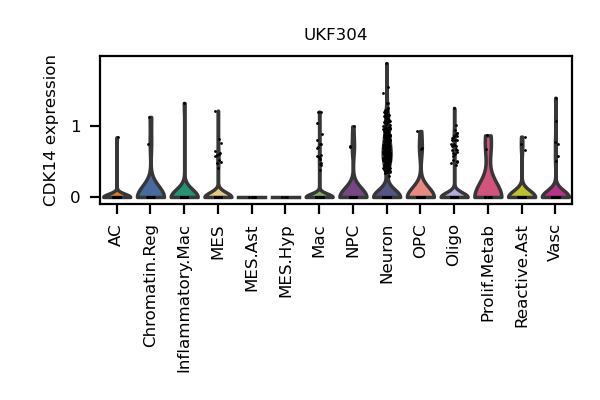 UKF304
CDK14 expression
1
0
AC
Chromatin.Reg
Inflammatory.Mac
MES
MES.Ast
MES.Hyp
Mac
NPC
Neuron
OPC
Oligo
Prolif.Metab
Reactive.Ast
Vasc